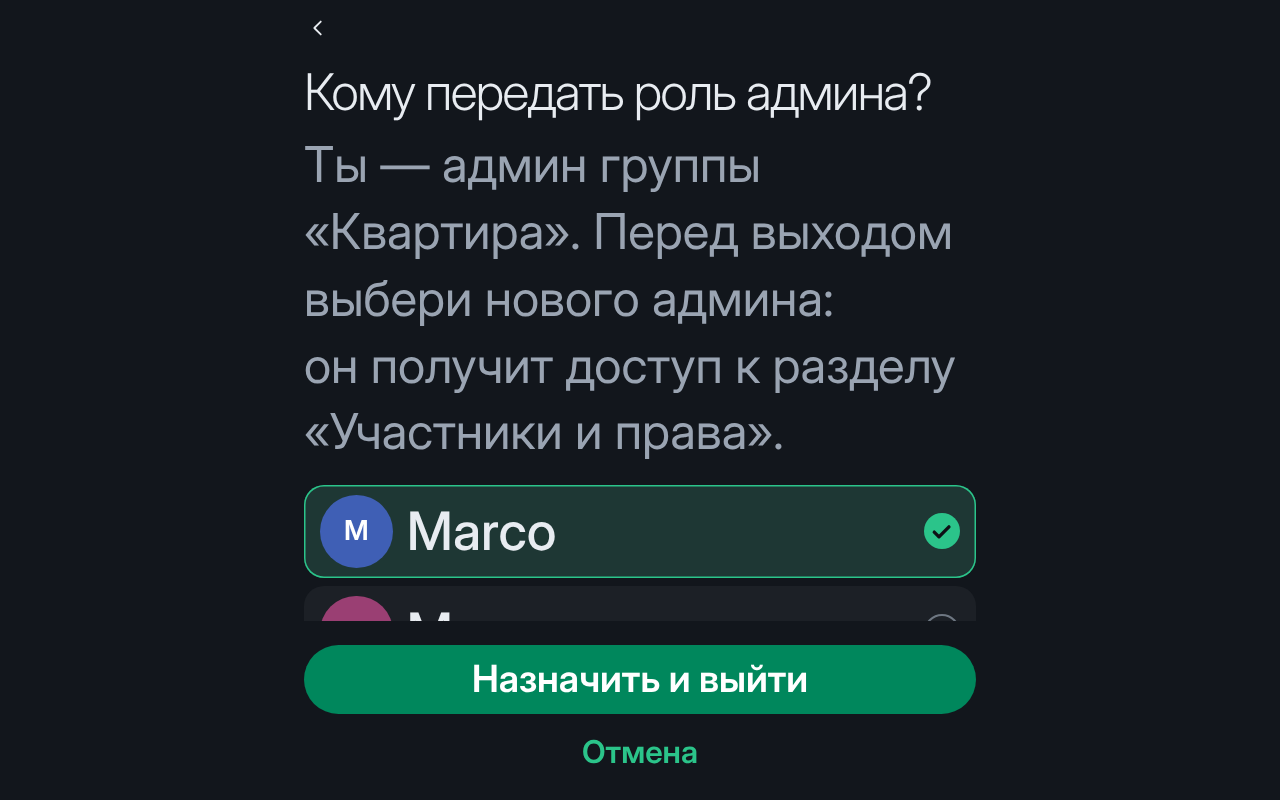 Кому передать роль админа?
Ты — админ группы
«Квартира». Перед выходом
выбери нового админа:
он получит доступ к разделу
«Участники и права».
M
Marco
Назначить и выйти
Отмена